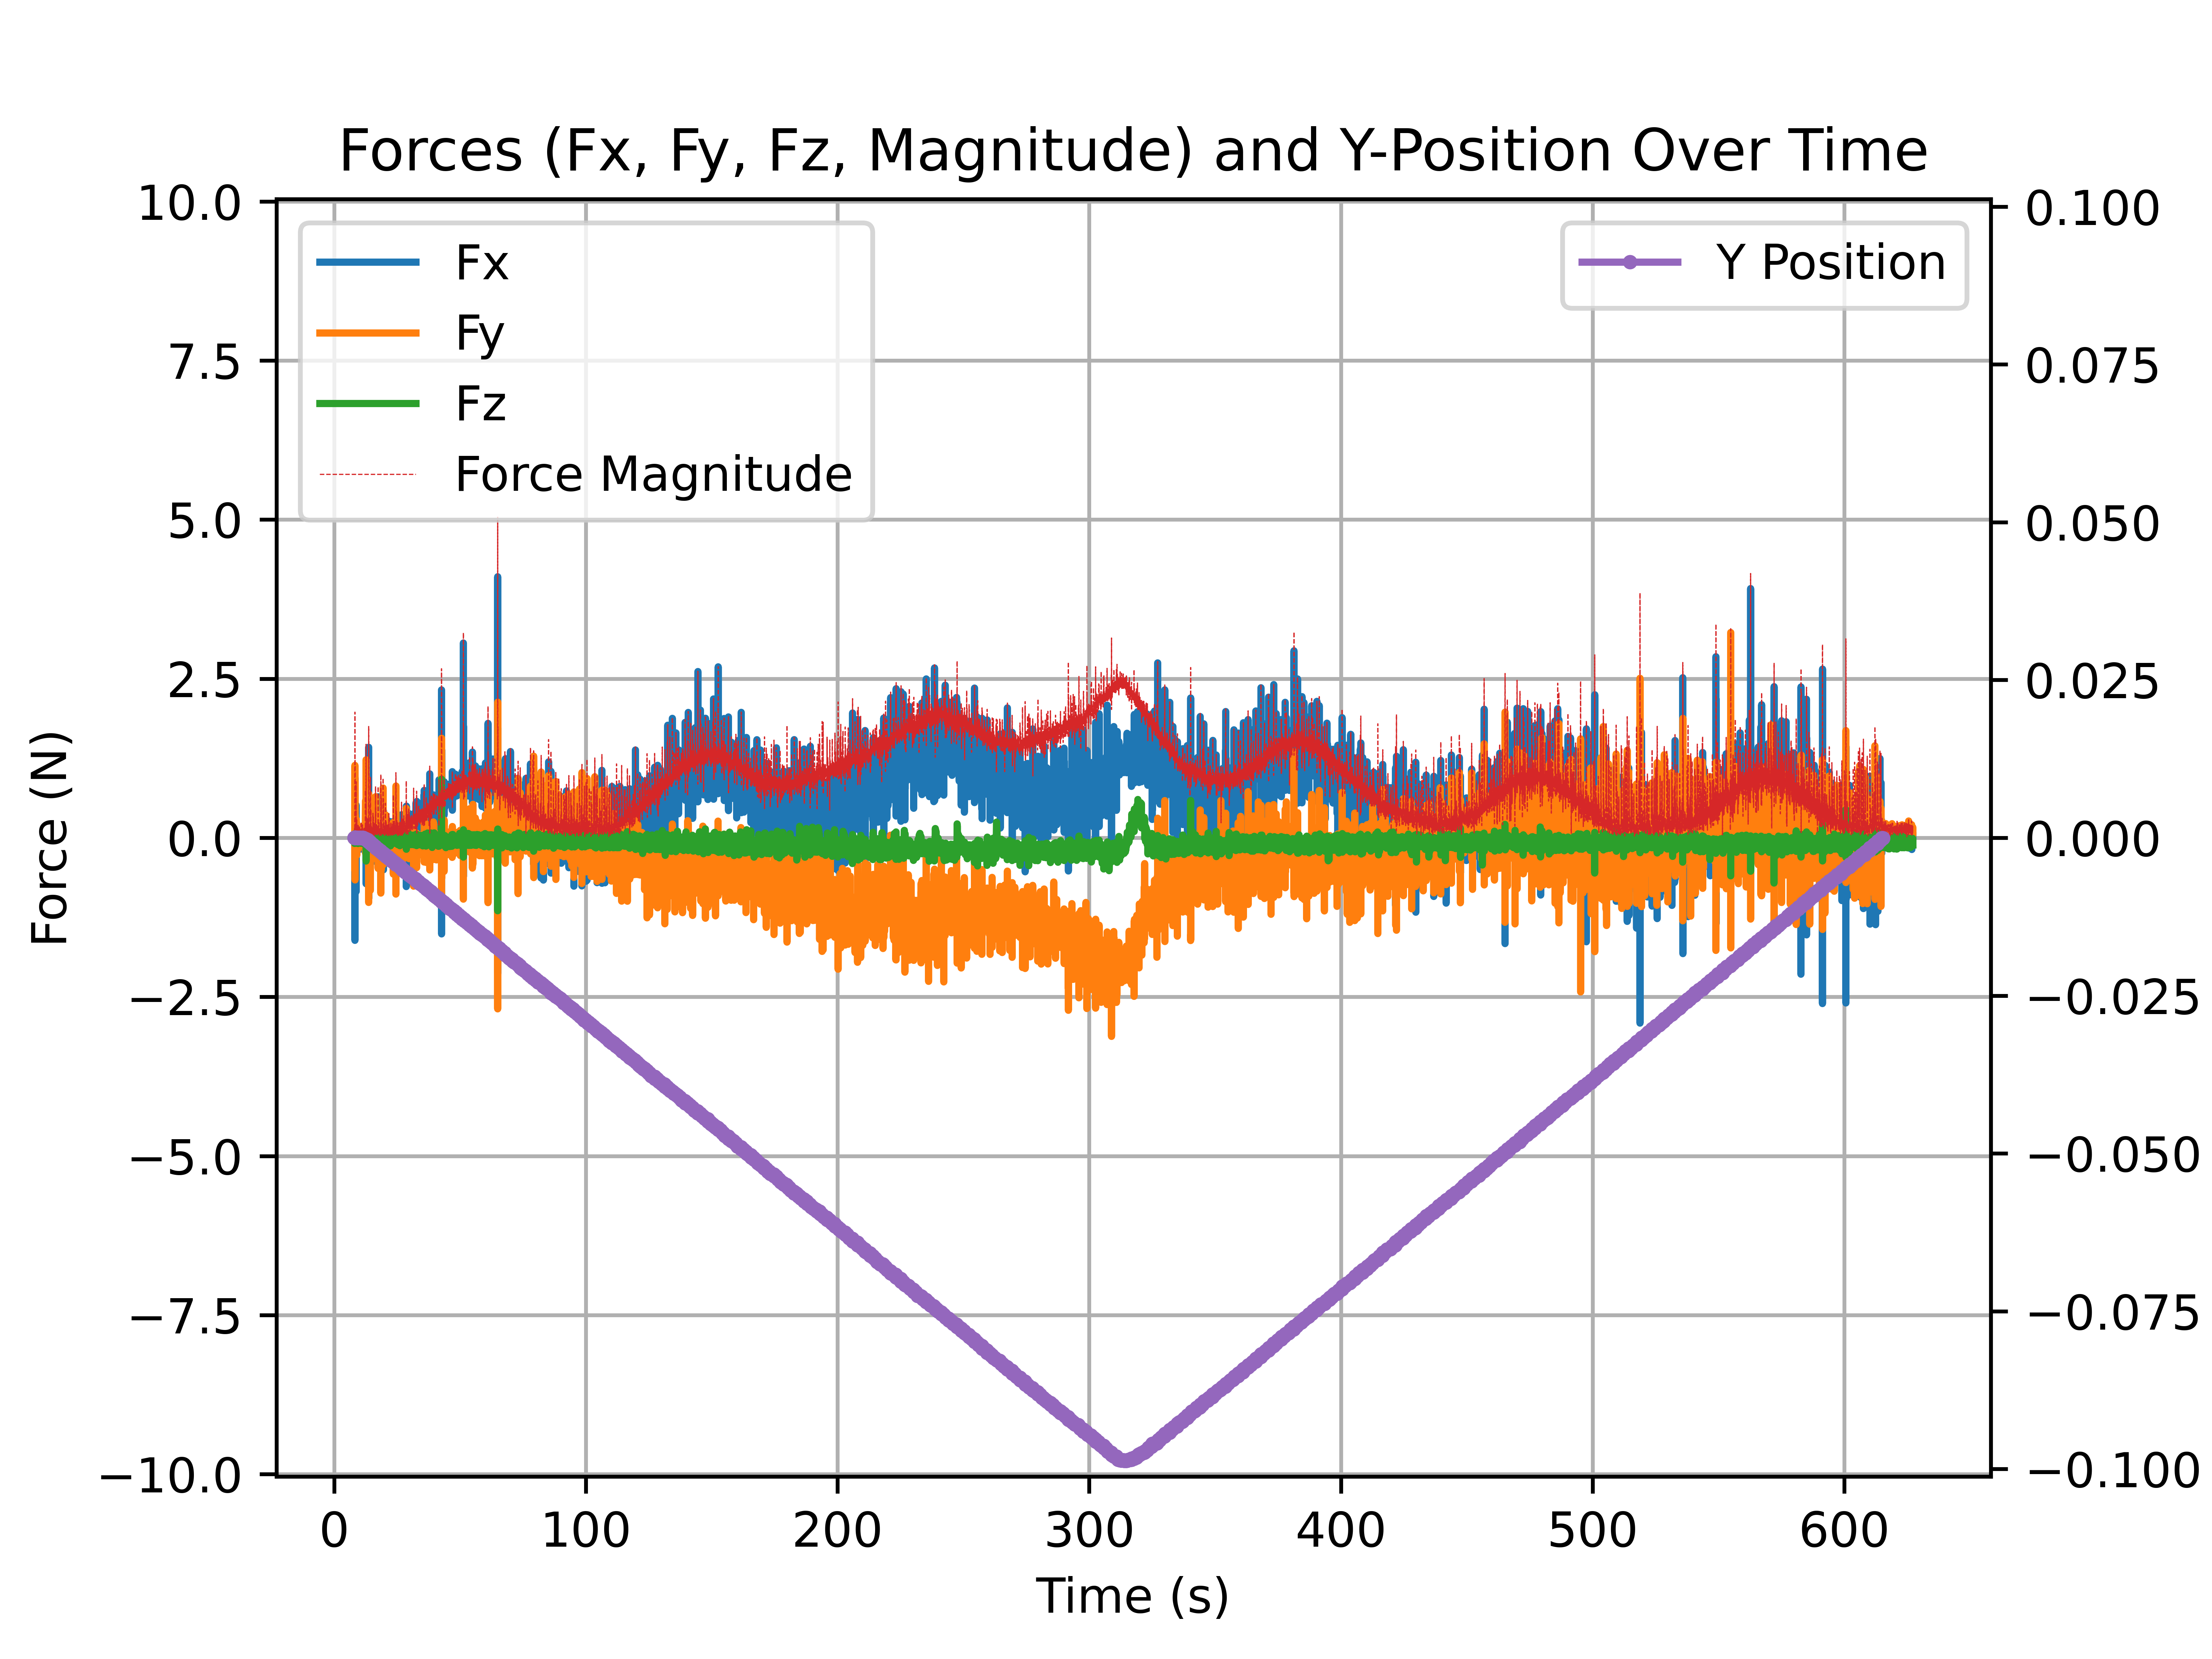 Forces (Fx, Fy, Fz, Magnitude) and Y-Position Over Time
10.0
7.5
5.0
2.5
0.0
−2.5
−5.0
−7.5
−10.0
Force (N)
Fx
Fy
Fz
Force Magnitude
Y Position
0.100
0.075
0.050
0.025
0.000
−0.025
−0.050
−0.075
−0.100
0 100 200 300 400 500 600
Time (s)